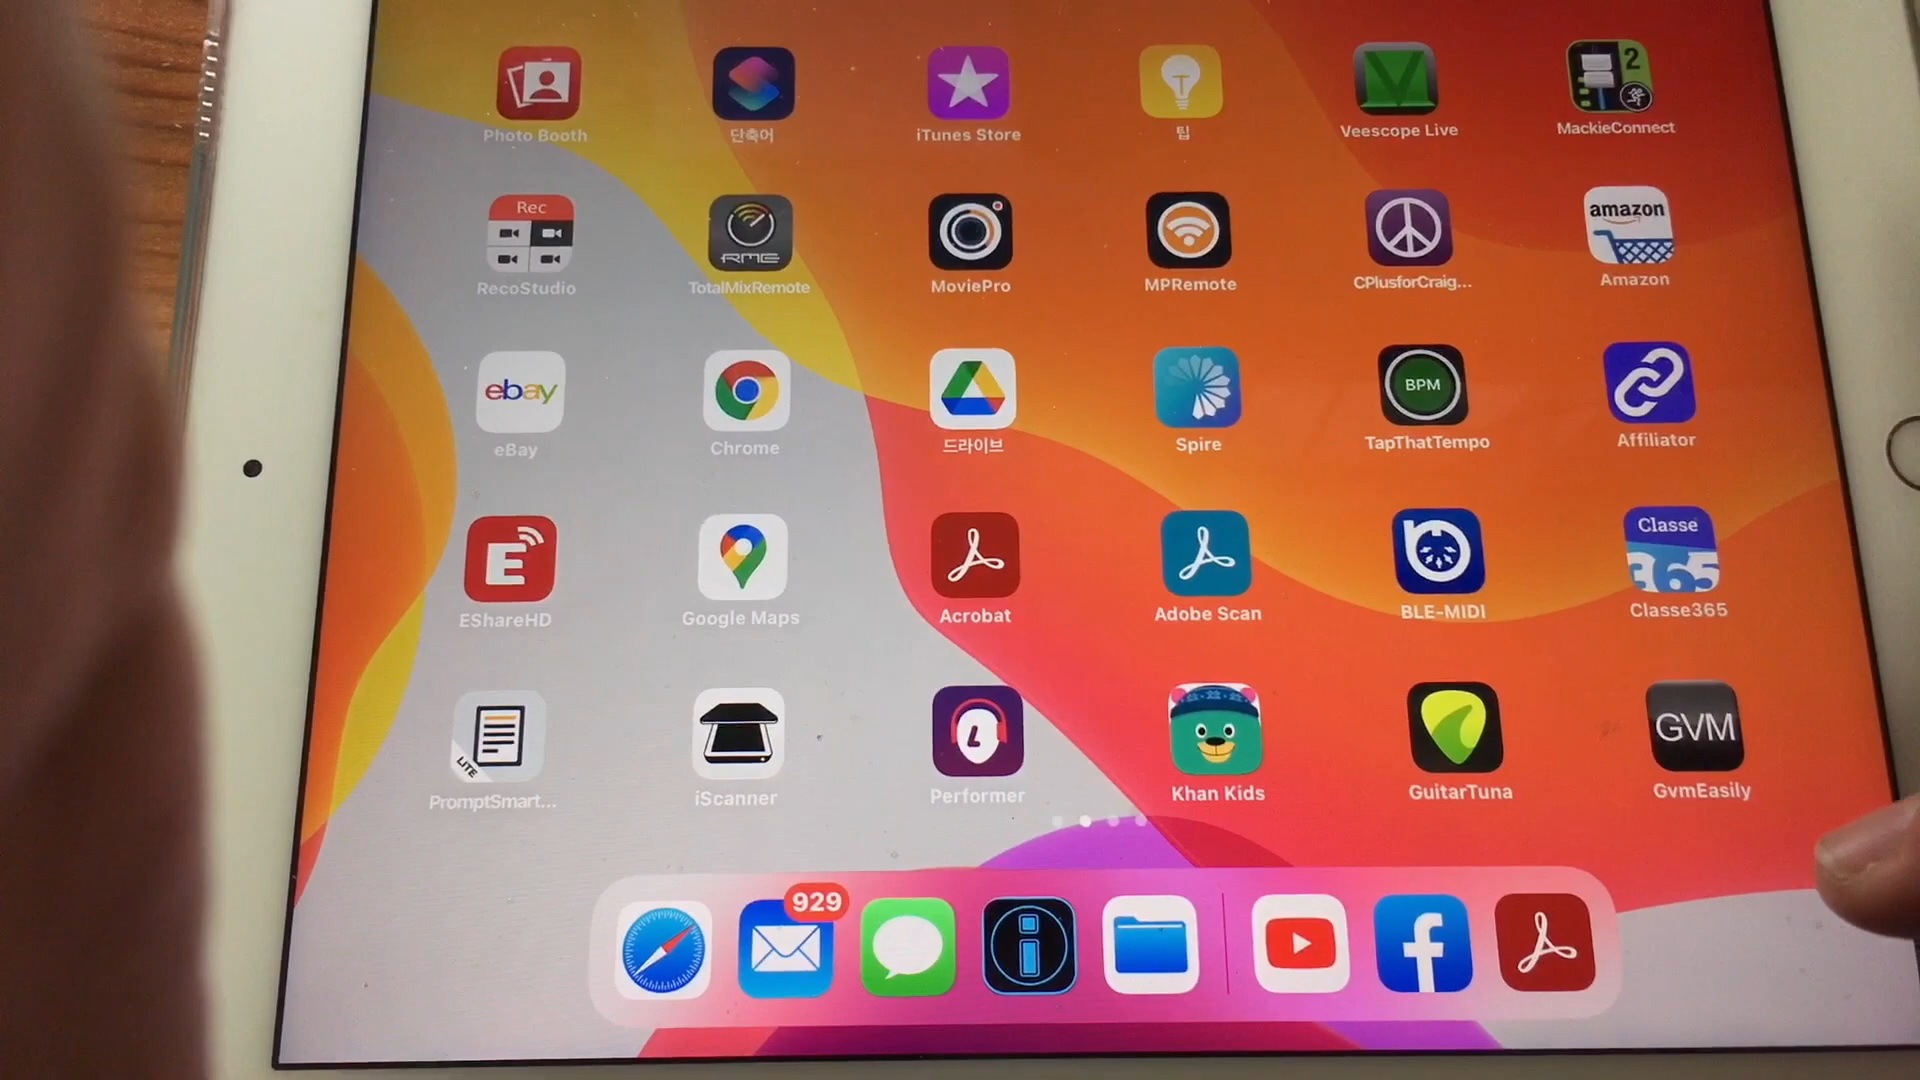 Photo Booth
단축어
iTunes Store
팁
Veescope Live
2
MackieConnect
Rec
RecoStudio
RME
TotalMixRemote
MoviePro
MPRemote
CPlusforCraig...
amazon
Amazon
ebay
eBay
Chrome
드라이브
Spire
BPM
TapThatTempo
Affiliator
E
EShareHD
Google Maps
Acrobat
Adobe Scan
BLE-MIDI
Classe
365
Classe365
LITE
PromptSmart...
iScanner
Performer
Khan Kids
GuitarTuna
GVM
GvmEasily
929